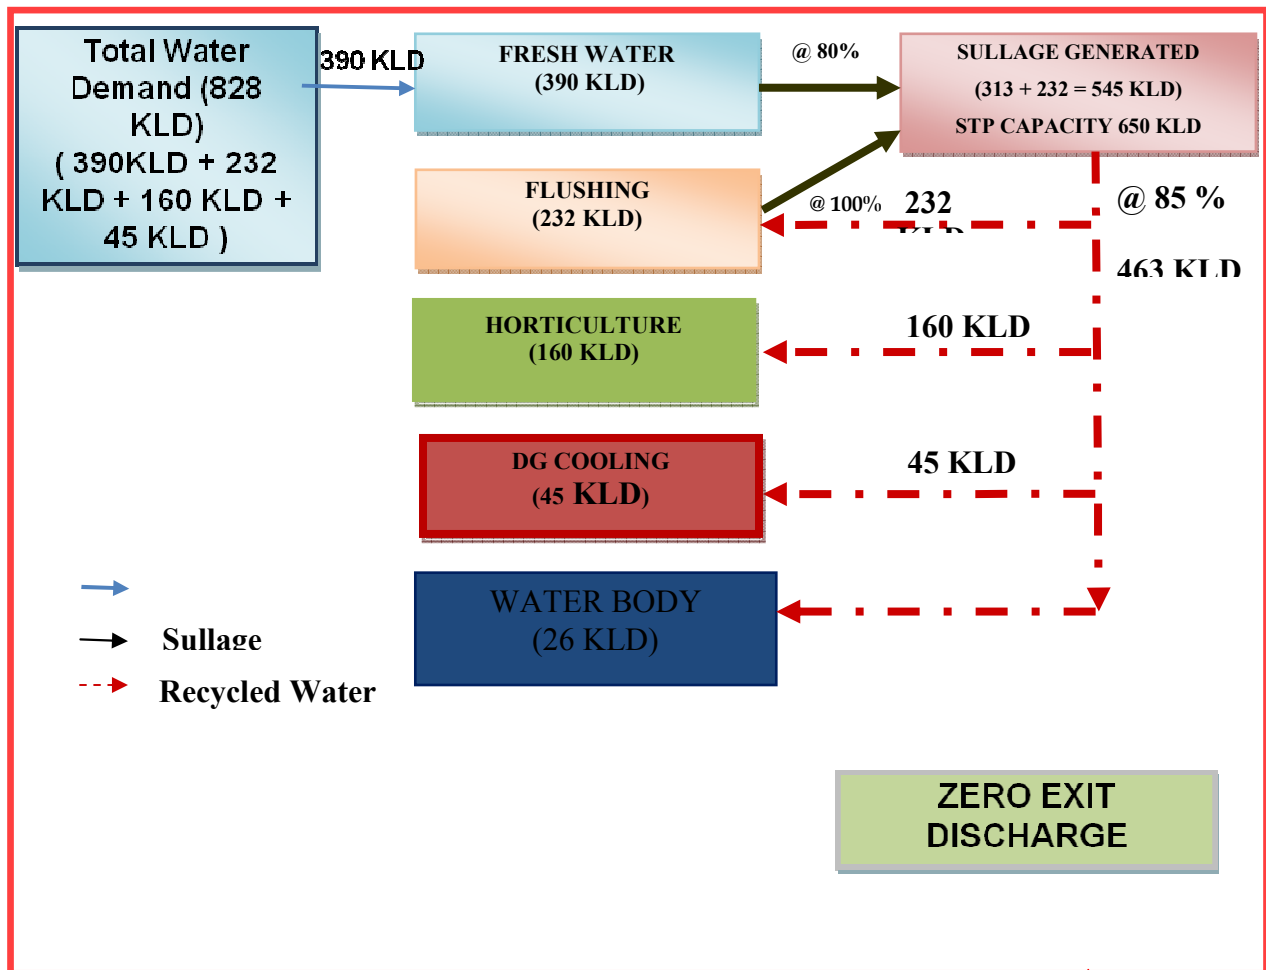 Total Water
Demand (828
KLD)
( 390KLD + 232
KLD + 160 KLD +
45 KLD )
390 KLD
FRESH WATER
(390 KLD)
@ 80%
SULLAGE GENERATED
(313 + 232 = 545 KLD)
STP CAPACITY 650 KLD
FLUSHING
(232 KLD)
@ 100%
232
KLD
@ 85 %
463 KLD
HORTICULTURE
(160 KLD)
160 KLD
DG COOLING
(45 KLD)
45 KLD
WATER BODY
(26 KLD)
Sullage
Recycled Water
ZERO EXIT
DISCHARGE